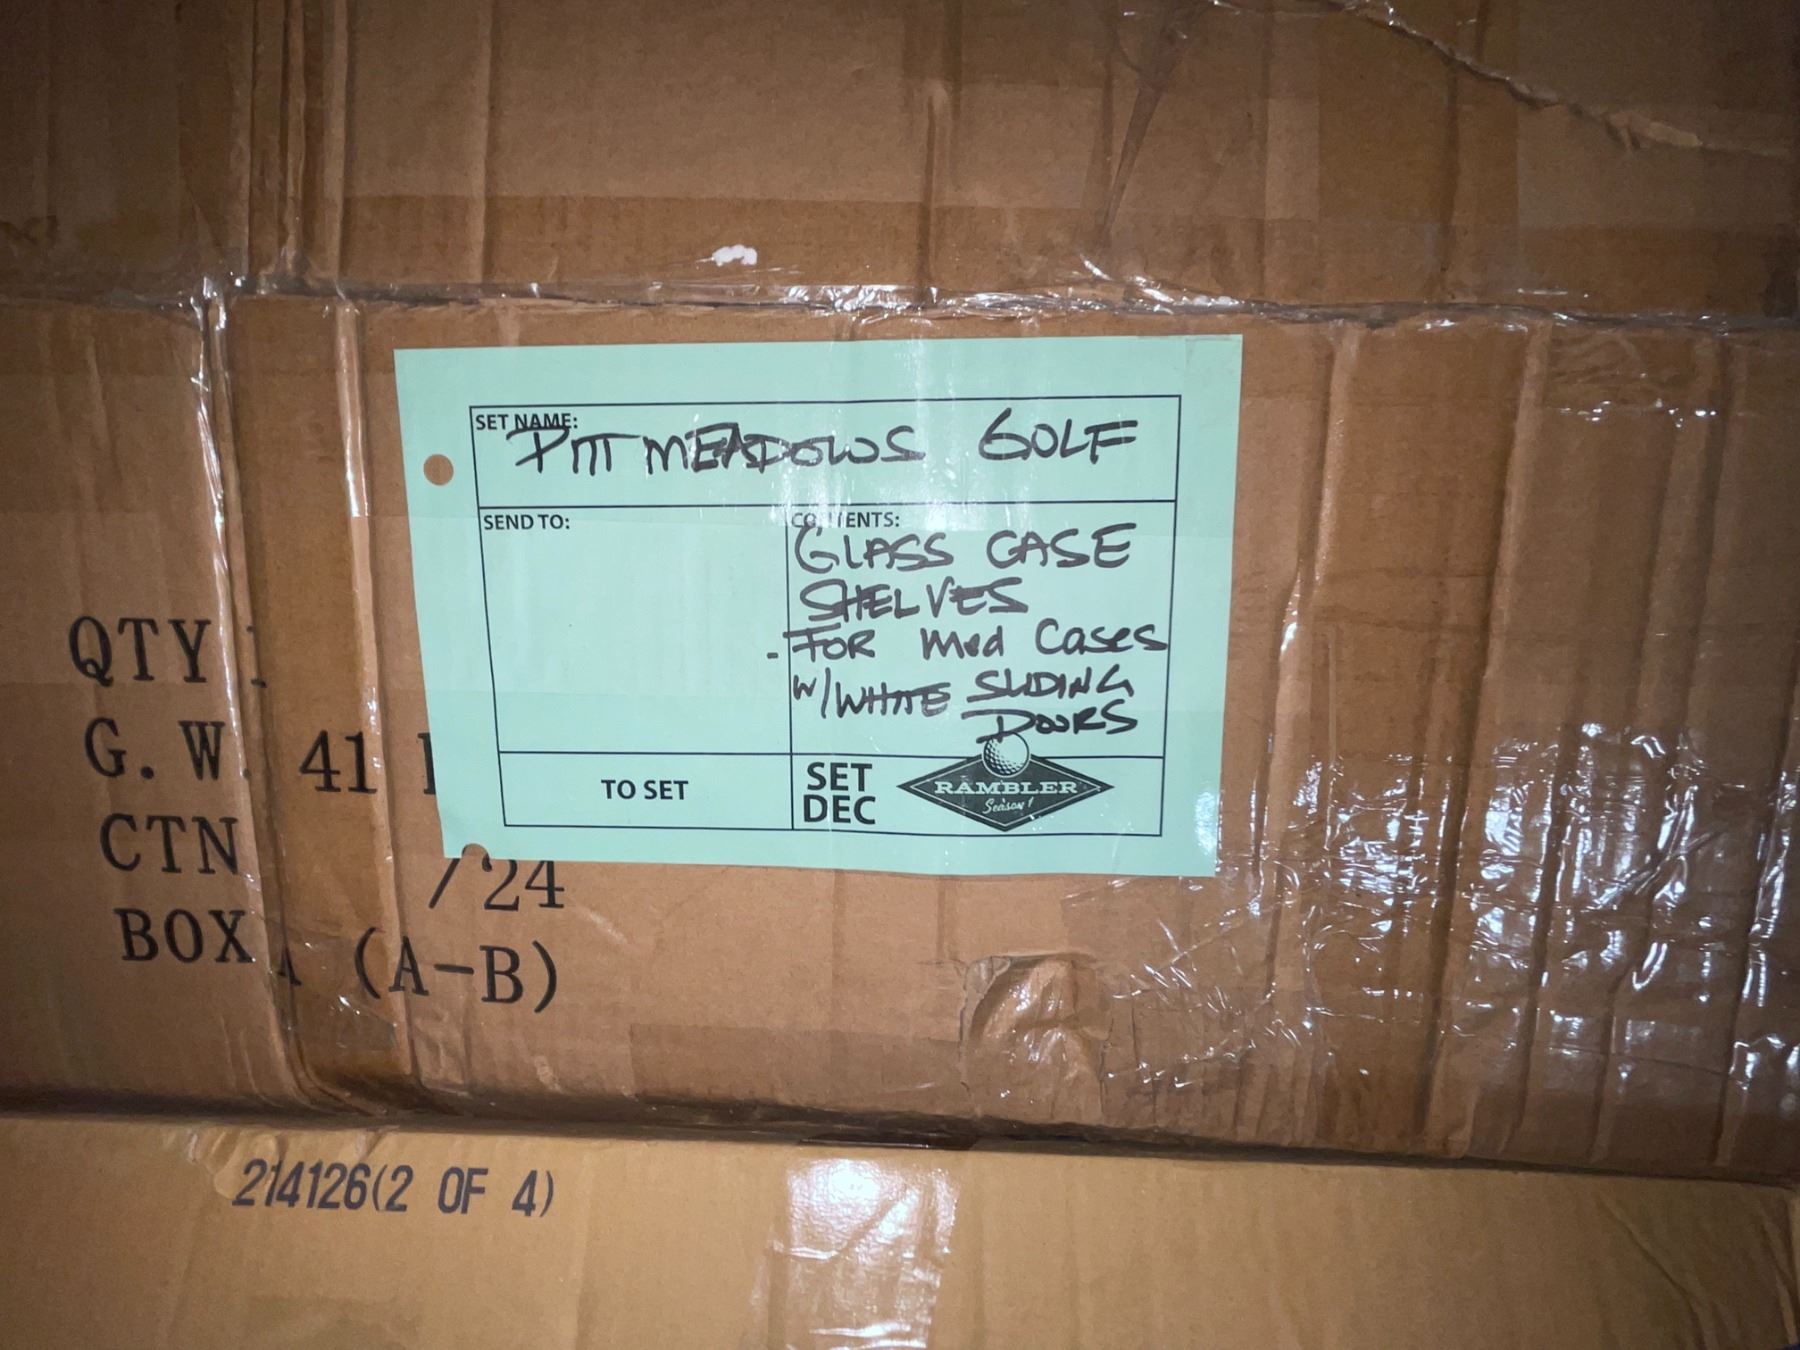 SET NAME:
PITT MEADOWS GOLF
SEND TO:
CONTENTS:
GLASS CASE
SHELVES
- FOR Med Cases
W/ WHITE SLIDING
DOORS
TO SET
SET
DEC
RAMBLER
Season 1
QTY
G. W. 41
CTN /24
BOX (A-B)
214126(2 OF 4)